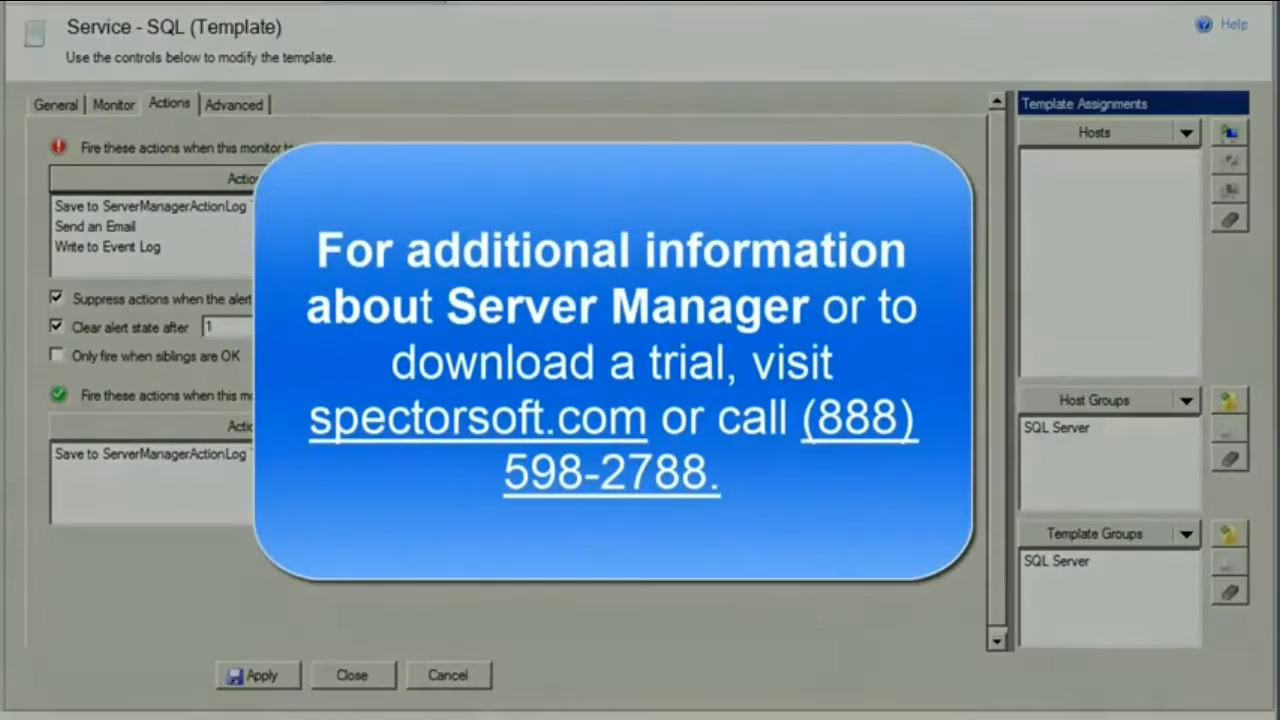 Service - SQL (Template)
Help
Use the controls below to modify the template.
General
Monitor
Actions
Advanced
Fire these actions when this monitor
Save to ServerManagerActionLog
Send an Email
Write to Event Log
Suppress actions when the alert
Clear alert state after
1
Only fire when siblings are OK
Fire these actions when this
Save to ServerManagerActionLog
For additional information
about Server Manager or to
download a trial, visit
spectorsoft.com or call (888)
598-2788.
Template Assignments
Hosts
Host Groups
SQL Server
Template Groups
SQL Server
Apply
Close
Cancel